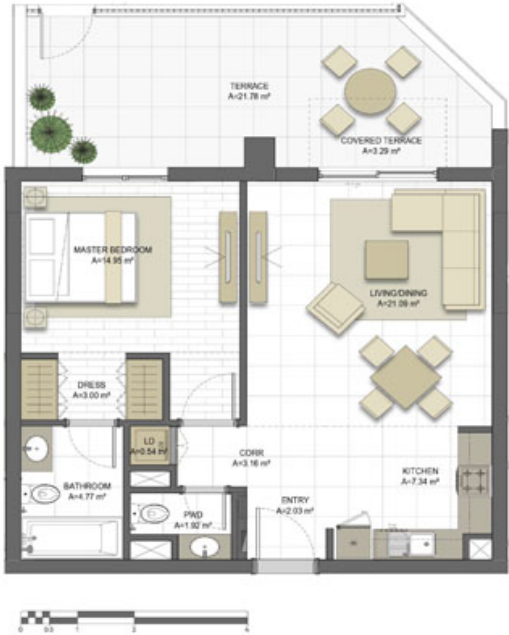 TERRACE
A=21.78 m²
COVERED TERRACE
A=3.29 m²
MASTER BEDROOM
A=14.95 m²
LIVING/DINING
A=21.09 m²
DRESS
A=3.00 m²
LD
A=0.54 m²
CORR
A=3.16 m²
KITCHEN
A=7.34 m²
BATHROOM
A=4.77 m²
PWD
A=1.92 m²
ENTRY
A=2.03 m²
0 0.5 1 2 4